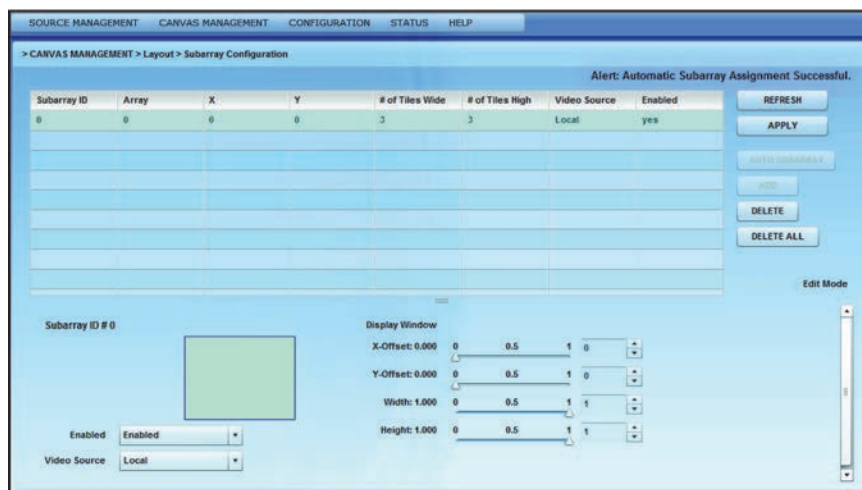 SOURCE MANAGEMENT CANVAS MANAGEMENT CONFIGURATION STATUS HELP
> CANVAS MANAGEMENT > Layout > Subarray Configuration
Alert: Automatic Subarray Assignment Successful.
Subarray ID Array X Y # of Tiles Wide # of Tiles High Video Source Enabled
0 0 0 0 3 3 Local yes
REFRESH
APPLY
AUTO SUBARRAY
ADD
DELETE
DELETE ALL
Edit Mode
Subarray ID # 0
Display Window
X-Offset: 0.000 0 0.5 1 0
Y-Offset: 0.000 0 0.5 1 0
Width: 1.000 0 0.5 1 1
Height: 1.000 0 0.5 1 1
Enabled Enabled
Video Source Local